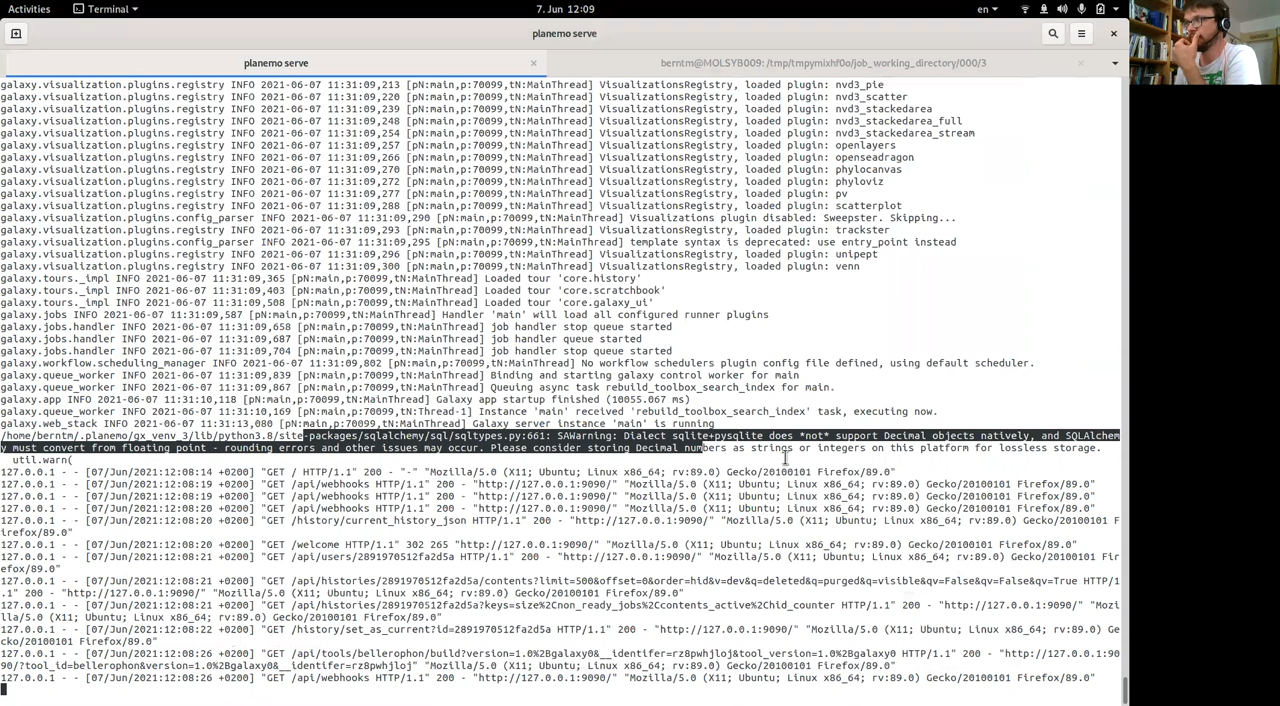 Activities
Terminal
7. Jun 12:09
en
planemo serve
planemo serve
berntm@MOLSYB009: /tmp/tmpymixhf0o/job_working_directory/000/3
galaxy.visualization.plugins.registry INFO 2021-06-07 11:31:09,213 [pN:main,p:70099,tN:MainThread] VisualizationsRegistry, loaded plugin: nvd3_pie
galaxy.visualization.plugins.registry INFO 2021-06-07 11:31:09,220 [pN:main,p:70099,tN:MainThread] VisualizationsRegistry, loaded plugin: nvd3_scatter
galaxy.visualization.plugins.registry INFO 2021-06-07 11:31:09,239 [pN:main,p:70099,tN:MainThread] VisualizationsRegistry, loaded plugin: nvd3_stackedarea
galaxy.visualization.plugins.registry INFO 2021-06-07 11:31:09,248 [pN:main,p:70099,tN:MainThread] VisualizationsRegistry, loaded plugin: nvd3_stackedarea_full
galaxy.visualization.plugins.registry INFO 2021-06-07 11:31:09,254 [pN:main,p:70099,tN:MainThread] VisualizationsRegistry, loaded plugin: nvd3_stackedarea_stream
galaxy.visualization.plugins.registry INFO 2021-06-07 11:31:09,257 [pN:main,p:70099,tN:MainThread] VisualizationsRegistry, loaded plugin: openlayers
galaxy.visualization.plugins.registry INFO 2021-06-07 11:31:09,266 [pN:main,p:70099,tN:MainThread] VisualizationsRegistry, loaded plugin: openseadragon
galaxy.visualization.plugins.registry INFO 2021-06-07 11:31:09,270 [pN:main,p:70099,tN:MainThread] VisualizationsRegistry, loaded plugin: phylocanvas
galaxy.visualization.plugins.registry INFO 2021-06-07 11:31:09,272 [pN:main,p:70099,tN:MainThread] VisualizationsRegistry, loaded plugin: phyloviz
galaxy.visualization.plugins.registry INFO 2021-06-07 11:31:09,277 [pN:main,p:70099,tN:MainThread] VisualizationsRegistry, loaded plugin: pv
galaxy.visualization.plugins.registry INFO 2021-06-07 11:31:09,288 [pN:main,p:70099,tN:MainThread] VisualizationsRegistry, loaded plugin: scatterplot
galaxy.visualization.plugins.config_parser INFO 2021-06-07 11:31:09,290 [pN:main,p:70099,tN:MainThread] Visualizations plugin disabled: Sweepster. Skipping...
galaxy.visualization.plugins.registry INFO 2021-06-07 11:31:09,293 [pN:main,p:70099,tN:MainThread] VisualizationsRegistry, loaded plugin: trackster
galaxy.visualization.plugins.config_parser INFO 2021-06-07 11:31:09,295 [pN:main,p:70099,tN:MainThread] template syntax is deprecated: use entry_point instead
galaxy.visualization.plugins.registry INFO 2021-06-07 11:31:09,296 [pN:main,p:70099,tN:MainThread] VisualizationsRegistry, loaded plugin: unipept
galaxy.visualization.plugins.registry INFO 2021-06-07 11:31:09,300 [pN:main,p:70099,tN:MainThread] VisualizationsRegistry, loaded plugin: venn
galaxy.tours._impl INFO 2021-06-07 11:31:09,365 [pN:main,p:70099,tN:MainThread] Loaded tour 'core.history'
galaxy.tours._impl INFO 2021-06-07 11:31:09,403 [pN:main,p:70099,tN:MainThread] Loaded tour 'core.scratchbook'
galaxy.tours._impl INFO 2021-06-07 11:31:09,508 [pN:main,p:70099,tN:MainThread] Loaded tour 'core.galaxy_ui'
galaxy.jobs INFO 2021-06-07 11:31:09,587 [pN:main,p:70099,tN:MainThread] Handler 'main' will load all configured runner plugins
galaxy.jobs.handler INFO 2021-06-07 11:31:09,658 [pN:main,p:70099,tN:MainThread] job handler stop queue started
galaxy.jobs.handler INFO 2021-06-07 11:31:09,687 [pN:main,p:70099,tN:MainThread] job handler queue started
galaxy.jobs.handler INFO 2021-06-07 11:31:09,704 [pN:main,p:70099,tN:MainThread] job handler stop queue started
galaxy.workflow.scheduling_manager INFO 2021-06-07 11:31:09,802 [pN:main,p:70099,tN:MainThread] No workflow schedulers plugin config file defined, using default scheduler.
galaxy.queue_worker INFO 2021-06-07 11:31:09,839 [pN:main,p:70099,tN:MainThread] Binding and starting galaxy control worker for main
galaxy.queue_worker INFO 2021-06-07 11:31:09,867 [pN:main,p:70099,tN:MainThread] Queuing async task rebuild_toolbox_search_index for main.
galaxy.app INFO 2021-06-07 11:31:10,118 [pN:main,p:70099,tN:MainThread] Galaxy app startup finished (10055.067 ms)
galaxy.queue_worker INFO 2021-06-07 11:31:10,169 [pN:main,p:70099,tN:Thread-1] Instance 'main' received 'rebuild_toolbox_search_index' task, executing now.
galaxy.web_stack INFO 2021-06-07 11:31:13,080 [pN:main,p:70099,tN:MainThread] Galaxy server instance 'main' is running
/home/berntm/.planemo/gx_venv_3/lib/python3.8/site-packages/sqlalchemy/sql/sqltypes.py:661: SAWarning: Dialect sqlite+pysqlite does *not* support Decimal objects natively, and SQLAlchem
y must convert from floating point - rounding errors and other issues may occur. Please consider storing Decimal numbers as strings or integers on this platform for lossless storage.
util.warn(
127.0.0.1 - - [07/Jun/2021:12:08:14 +0200] "GET / HTTP/1.1" 200 - "-" "Mozilla/5.0 (X11; Ubuntu; Linux x86_64; rv:89.0) Gecko/20100101 Firefox/89.0"
127.0.0.1 - - [07/Jun/2021:12:08:19 +0200] "GET /api/webhooks HTTP/1.1" 200 - "http://127.0.0.1:9090/" "Mozilla/5.0 (X11; Ubuntu; Linux x86_64; rv:89.0) Gecko/20100101 Firefox/89.0"
127.0.0.1 - - [07/Jun/2021:12:08:19 +0200] "GET /api/webhooks HTTP/1.1" 200 - "http://127.0.0.1:9090/" "Mozilla/5.0 (X11; Ubuntu; Linux x86_64; rv:89.0) Gecko/20100101 Firefox/89.0"
127.0.0.1 - - [07/Jun/2021:12:08:20 +0200] "GET /api/webhooks HTTP/1.1" 200 - "http://127.0.0.1:9090/" "Mozilla/5.0 (X11; Ubuntu; Linux x86_64; rv:89.0) Gecko/20100101 Firefox/89.0"
127.0.0.1 - - [07/Jun/2021:12:08:20 +0200] "GET /history/current_history_json HTTP/1.1" 200 - "http://127.0.0.1:9090/" "Mozilla/5.0 (X11; Ubuntu; Linux x86_64; rv:89.0) Gecko/20100101 F
irefox/89.0"
127.0.0.1 - - [07/Jun/2021:12:08:20 +0200] "GET /welcome HTTP/1.1" 302 265 "http://127.0.0.1:9090/" "Mozilla/5.0 (X11; Ubuntu; Linux x86_64; rv:89.0) Gecko/20100101 Firefox/89.0"
127.0.0.1 - - [07/Jun/2021:12:08:21 +0200] "GET /api/users/2891970512fa2d5a HTTP/1.1" 200 - "http://127.0.0.1:9090/" "Mozilla/5.0 (X11; Ubuntu; Linux x86_64; rv:89.0) Gecko/20100101 Fir
efox/89.0"
127.0.0.1 - - [07/Jun/2021:12:08:21 +0200] "GET /api/histories/2891970512fa2d5a/contents?limit=500&offset=0&order=hid&v=dev&q=deleted&q=purged&q=visible&qv=False&qv=False&qv=True HTTP/1
.1" 200 - "http://127.0.0.1:9090/" "Mozilla/5.0 (X11; Ubuntu; Linux x86_64; rv:89.0) Gecko/20100101 Firefox/89.0"
127.0.0.1 - - [07/Jun/2021:12:08:21 +0200] "GET /api/histories/2891970512fa2d5a?keys=size%2Cnon_ready_jobs%2Ccontents_active%2Chid_counter HTTP/1.1" 200 - "http://127.0.0.1:9090/" "Mozi
lla/5.0 (X11; Ubuntu; Linux x86_64; rv:89.0) Gecko/20100101 Firefox/89.0"
127.0.0.1 - - [07/Jun/2021:12:08:22 +0200] "GET /history/set_as_current?id=2891970512fa2d5a HTTP/1.1" 200 - "http://127.0.0.1:9090/" "Mozilla/5.0 (X11; Ubuntu; Linux x86_64; rv:89.0) Ge
cko/20100101 Firefox/89.0"
127.0.0.1 - - [07/Jun/2021:12:08:26 +0200] "GET /api/tools/bellerophon/build?version=1.0%2Bgalaxy0&__identifer=rz8pwhjloj&tool_version=1.0%2Bgalaxy0 HTTP/1.1" 200 - "http://127.0.0.1:90
90/?tool_id=bellerophon&version=1.0%2Bgalaxy0&__identifer=rz8pwhjloj" "Mozilla/5.0 (X11; Ubuntu; Linux x86_64; rv:89.0) Gecko/20100101 Firefox/89.0"
127.0.0.1 - - [07/Jun/2021:12:08:26 +0200] "GET /api/webhooks HTTP/1.1" 200 - "http://127.0.0.1:9090/" "Mozilla/5.0 (X11; Ubuntu; Linux x86_64; rv:89.0) Gecko/20100101 Firefox/89.0"